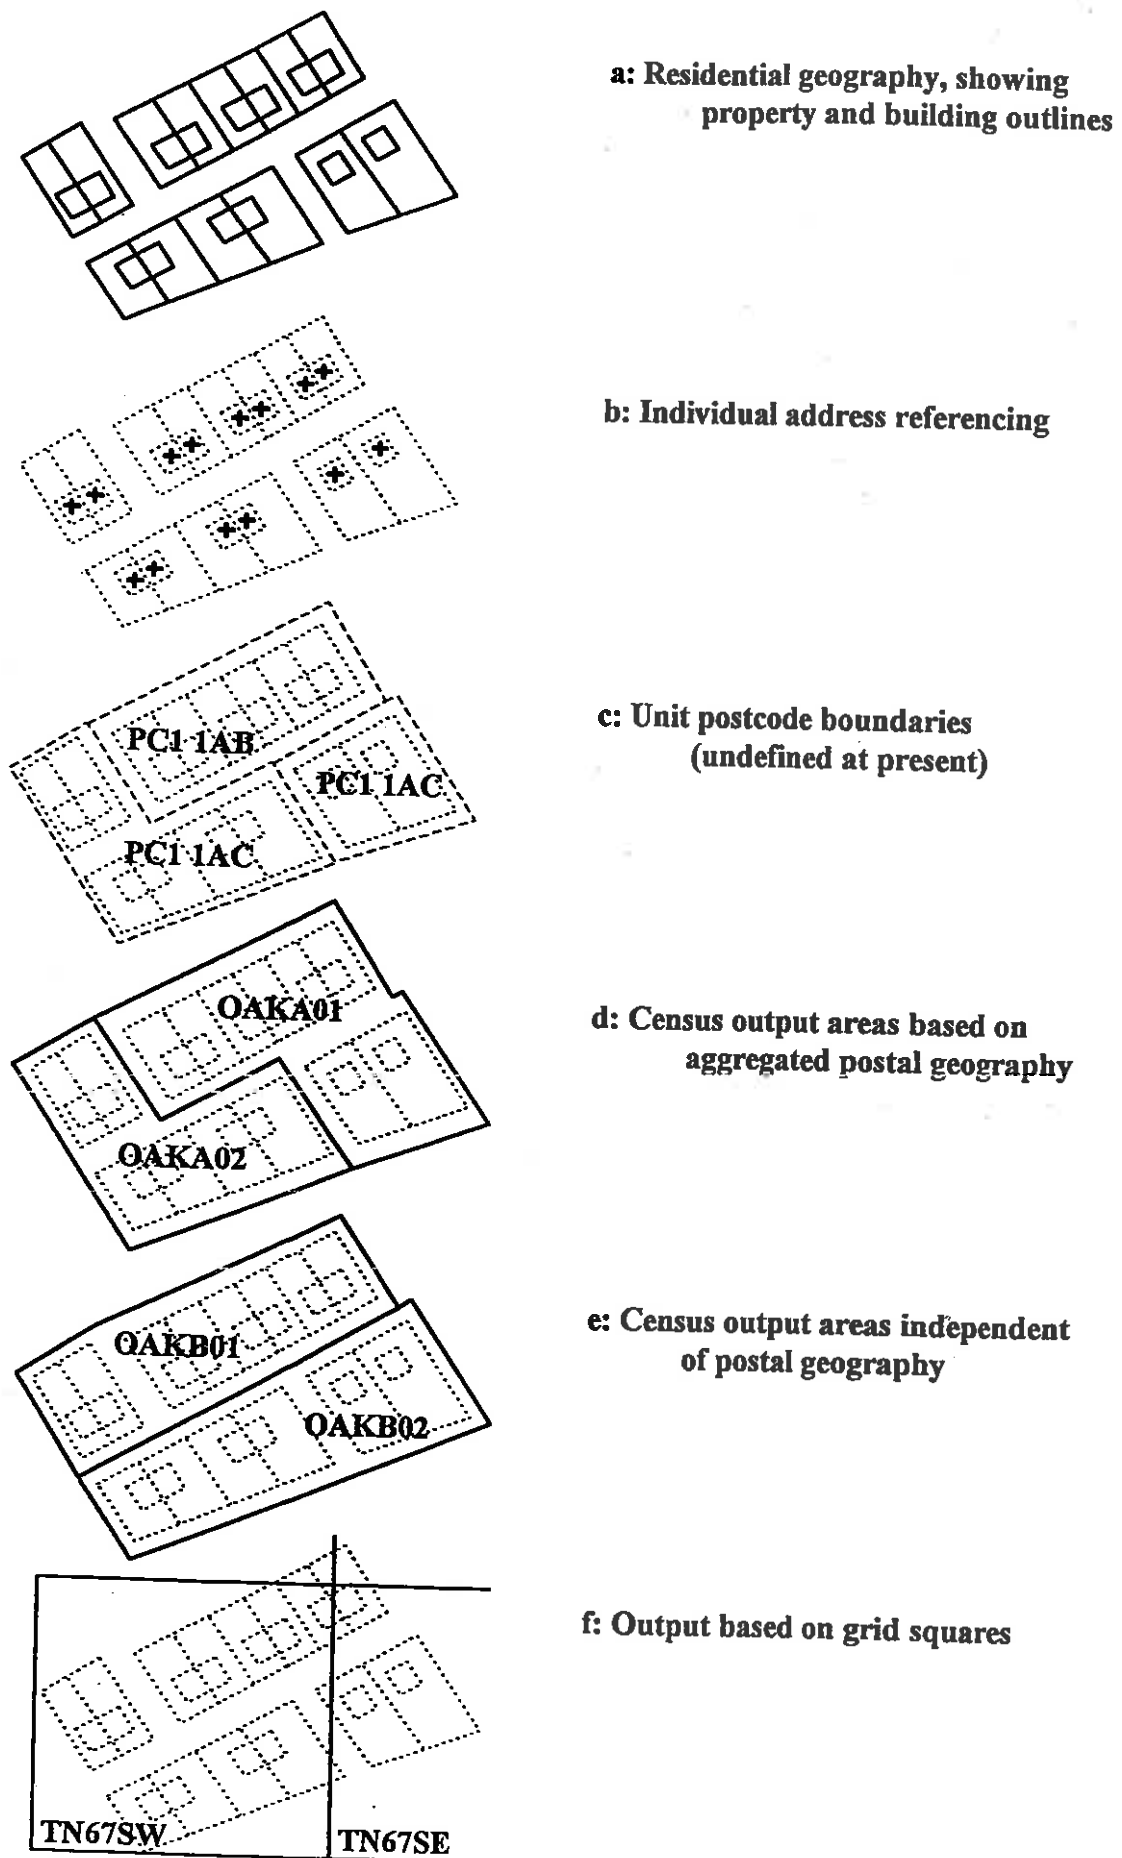 a: Residential geography, showing
property and building outlines
b: Individual address referencing
c: Unit postcode boundaries
(undefined at present)
PC1 1AB
PC1 1AC
PC1 1AC
d: Census output areas based on
aggregated postal geography
OAKA01
OAKA02
e: Census output areas independent
of postal geography
OAKB01
OAKB02
f: Output based on grid squares
TN67SW
TN67SE